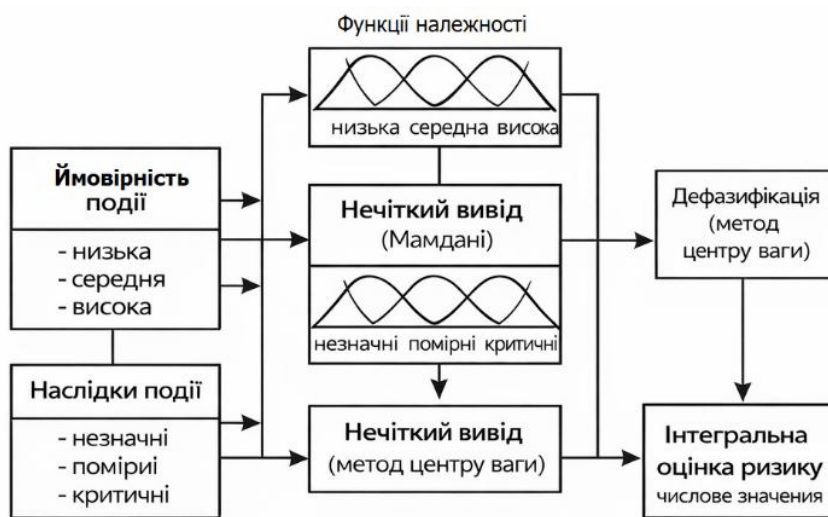 Функції належності
низька середна висока
Ймовірність
події
- низька
- середня
- висока
Нечіткий вивід
(Мамдані)
незначні помірні критичні
Дефазифікація
(метод
центру ваги)
Наслідки події
- незначні
- поміриі
- критичні
Нечіткий вивід
(метод центру ваги)
Інтегральна
оцінка ризику
числове значення